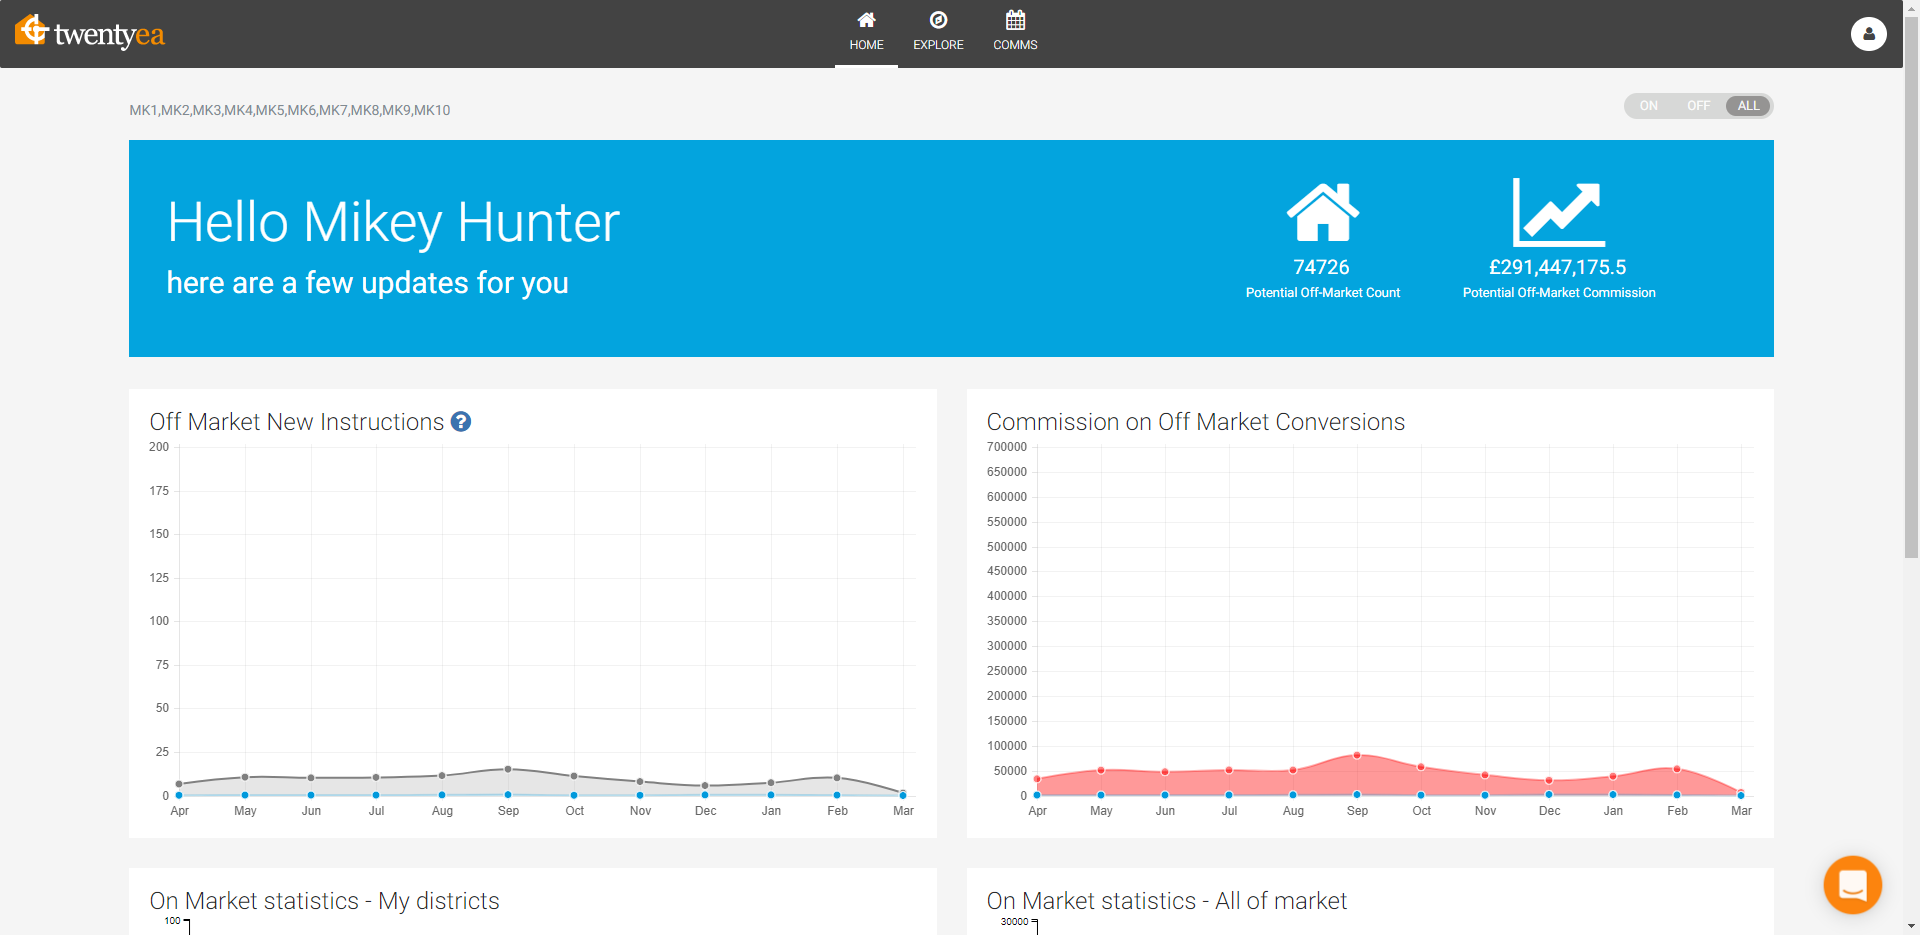 twentyea
HOME
EXPLORE
COMMS
MK1,MK2,MK3,MK4,MK5,MK6,MK7,MK8,MK9,MK10
ON OFF ALL
Hello Mikey Hunter
here are a few updates for you
74726
Potential Off-Market Count
£291,447,175.5
Potential Off-Market Commission
Off Market New Instructions ?
200
175
150
125
100
75
50
25
0
Apr May Jun Jul Aug Sep Oct Nov Dec Jan Feb Mar
Commission on Off Market Conversions
700000
650000
600000
550000
500000
450000
400000
350000
300000
250000
200000
150000
100000
50000
0
Apr May Jun Jul Aug Sep Oct Nov Dec Jan Feb Mar
On Market statistics - My districts
100
On Market statistics - All of market
30000